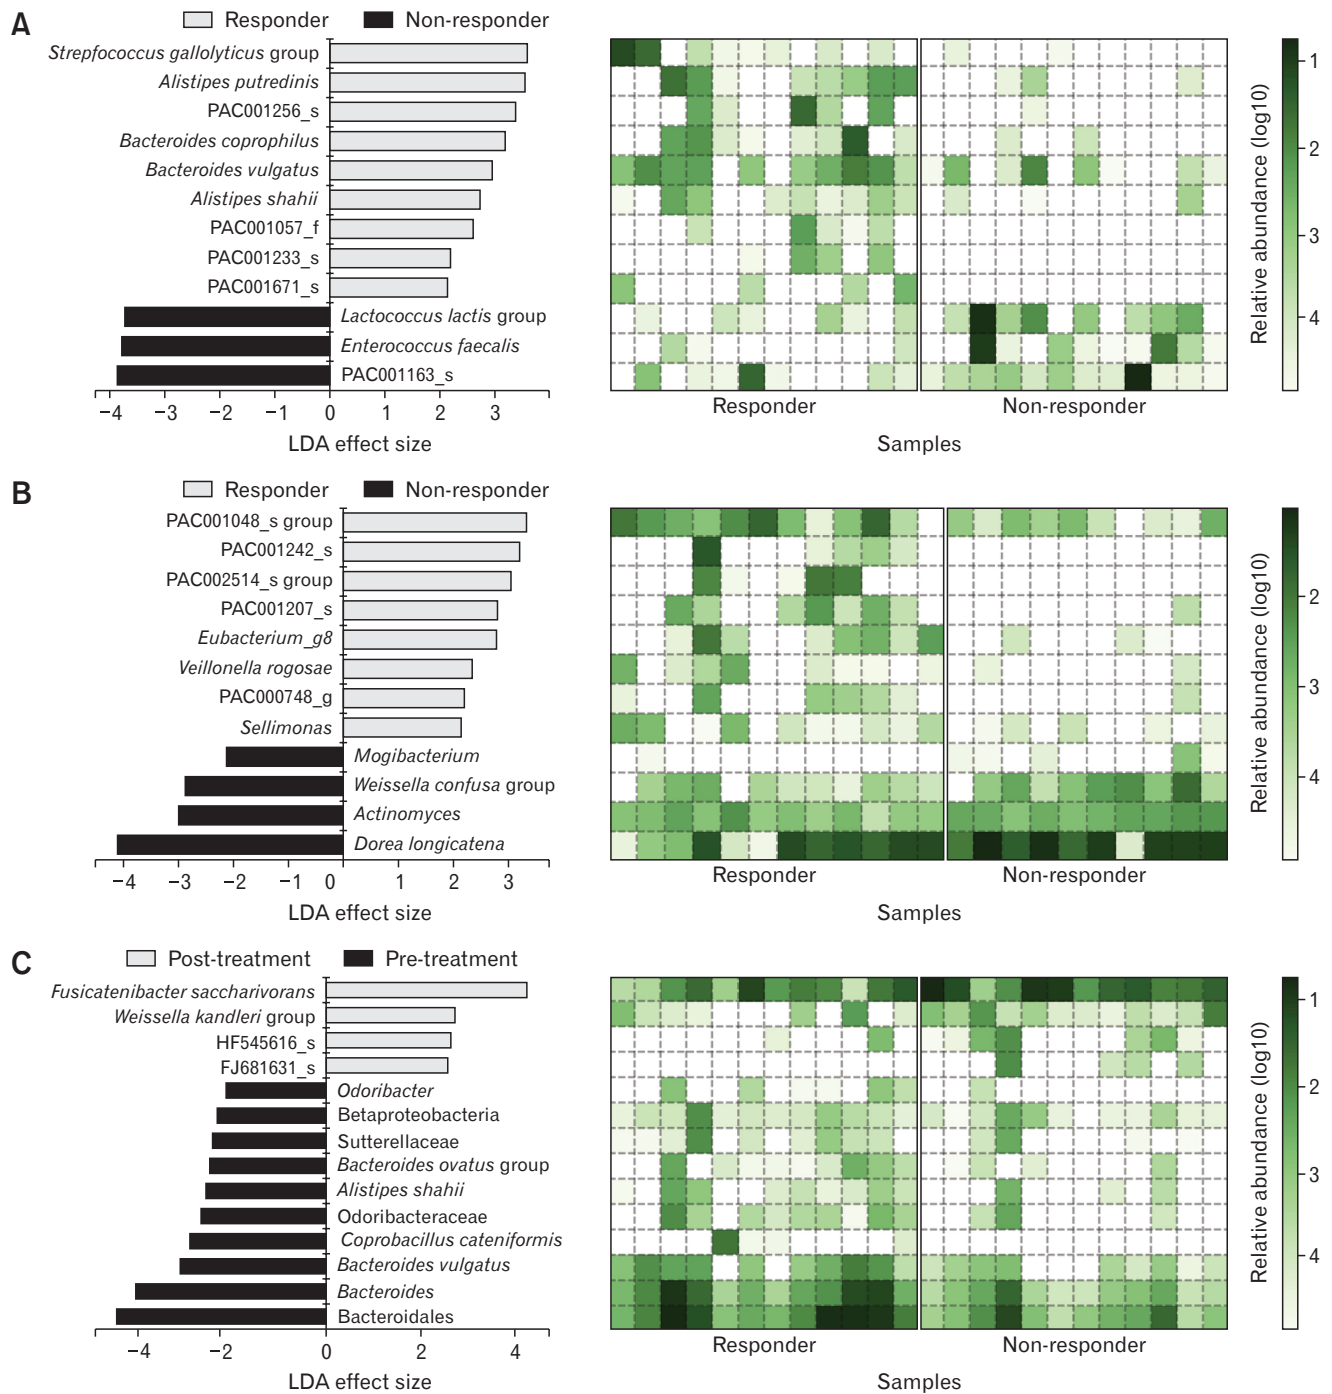 A
Responder Non-responder
Strepfococcus gallolyticus group
Alistipes putredinis
PAC001256_s
Bacteroides coprophilus
Bacteroides vulgatus
Alistipes shahii
PAC001057_f
PAC001233_s
PAC001671_s
Lactococcus lactis group
Enterococcus faecalis
PAC001163_s
−4 −3 −2 −1 0 1 2 3
LDA effect size
Responder Non-responder
Samples
1
2
3
4
Relative abundance (log10)
B
Responder Non-responder
PAC001048_s group
PAC001242_s
PAC002514_s group
PAC001207_s
Eubacterium_g8
Veillonella rogosae
PAC000748_g
Sellimonas
Mogibacterium
Weissella confusa group
Actinomyces
Dorea longicatena
−4 −3 −2 −1 0 1 2 3
LDA effect size
Responder Non-responder
Samples
2
3
4
Relative abundance (log10)
C
Post-treatment Pre-treatment
Fusicatenibacter saccharivorans
Weissella kandleri group
HF545616_s
FJ681631_s
Odoribacter
Betaproteobacteria
Sutterellaceae
Bacteroides ovatus group
Alistipes shahii
Odoribacteraceae
Coprobacillus cateniformis
Bacteroides vulgatus
Bacteroides
Bacteroidales
−4 −2 0 2 4
LDA effect size
Responder Non-responder
Samples
1
2
3
4
Relative abundance (log10)